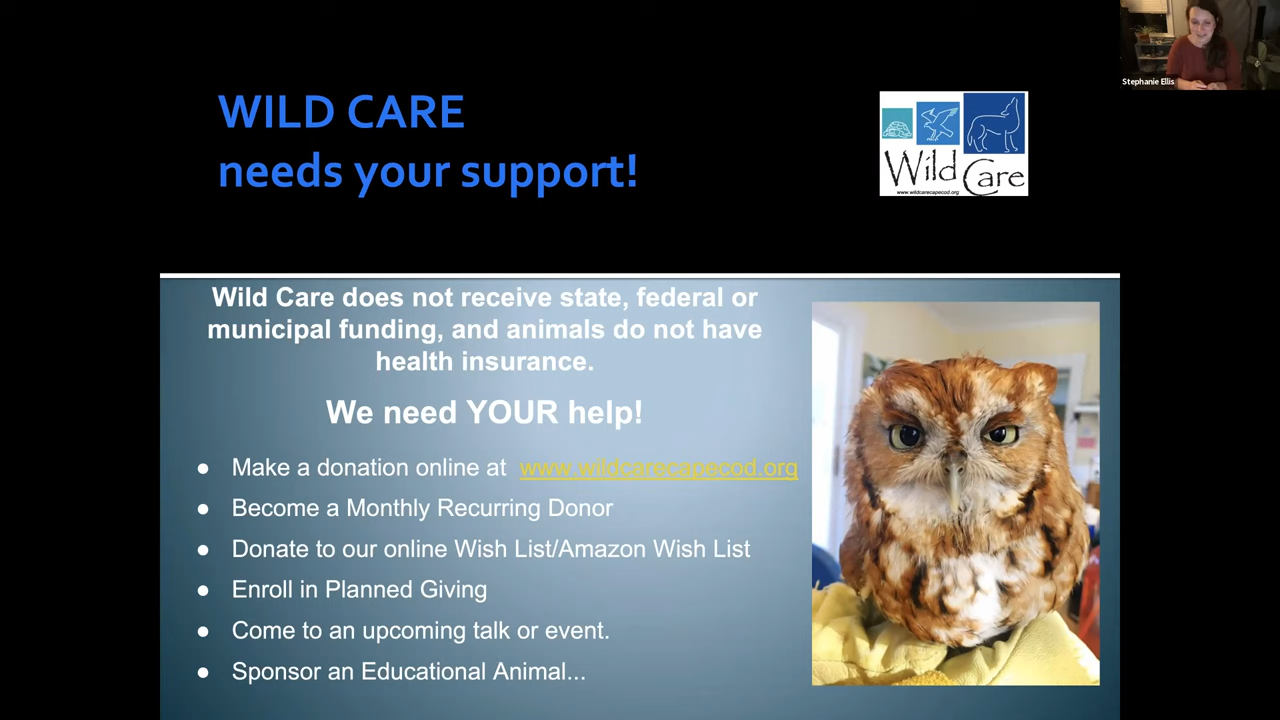 Stephanie Ellis
WILD CARE
needs your support!
Wild Care
www.wildcarecapecod.org
Wild Care does not receive state, federal or
municipal funding, and animals do not have
health insurance.
We need YOUR help!
● Make a donation online at www.wildcarecapecod.org
● Become a Monthly Recurring Donor
● Donate to our online Wish List/Amazon Wish List
● Enroll in Planned Giving
● Come to an upcoming talk or event.
● Sponsor an Educational Animal...